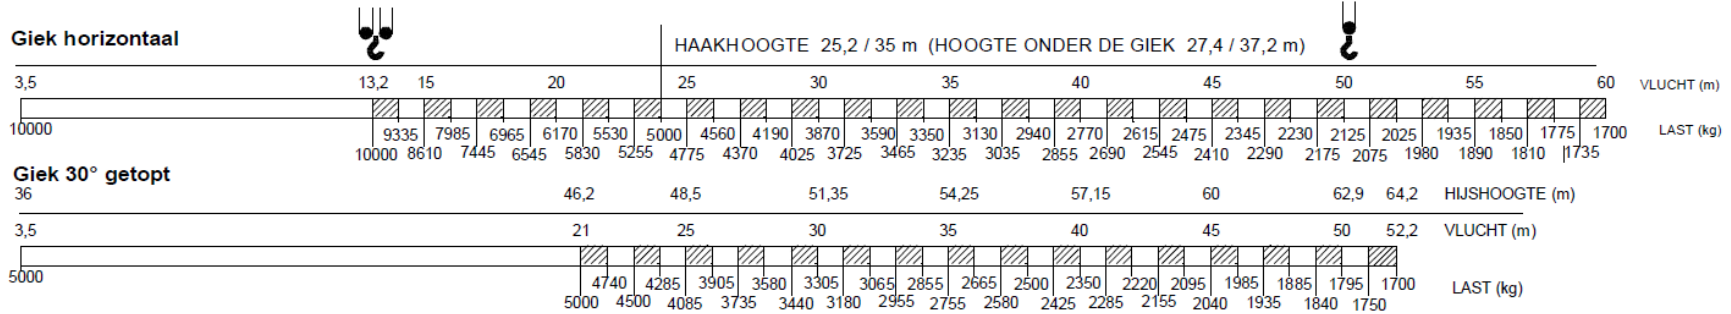 Giek horizontaal
HAAKHOOGTE 25,2 / 35 m (HOOGTE ONDER DE GIEK 27,4 / 37,2 m)
3,5 13,2 15 20 25 30 35 40 45 50 55 60 VLUCHT (m)
10000 9335 7985 6965 6170 5530 5000 4560 4190 3870 3590 3350 3130 2940 2770 2615 2475 2345 2230 2125 2025 1935 1850 1775 1700 LAST (kg)
10000 8610 7445 6545 5830 5255 4775 4370 4025 3725 3465 3235 3035 2855 2690 2545 2410 2290 2175 2075 1980 1890 1810 1735
Giek 30° getopt
36 46,2 48,5 51,35 54,25 57,15 60 62,9 64,2 HIJSHOOGTE (m)
3,5 21 25 30 35 40 45 50 52,2 VLUCHT (m)
5000 4740 4285 3905 3580 3305 3065 2855 2665 2500 2350 2220 2095 1985 1885 1795 1700 LAST (kg)
5000 4500 4085 3735 3440 3180 2955 2755 2580 2425 2285 2155 2040 1935 1840 1750